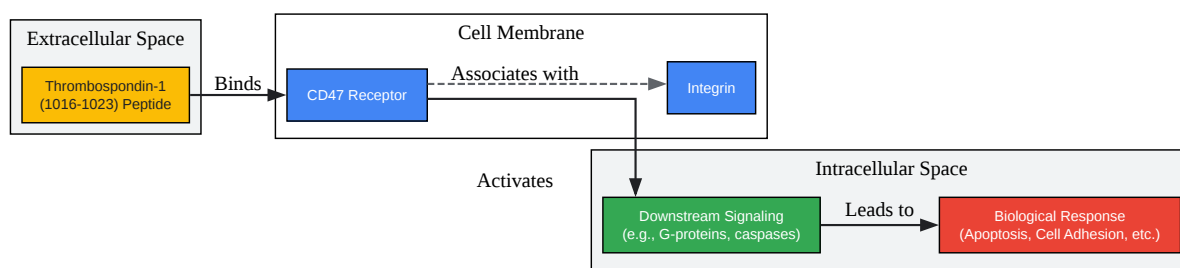 Extracellular Space
Thrombospondin-1
(1016-1023) Peptide
Binds
Cell Membrane
CD47 Receptor
Associates with
Integrin
Activates
Intracellular Space
Downstream Signaling
(e.g., G-proteins, caspases)
Leads to
Biological Response
(Apoptosis, Cell Adhesion, etc.)